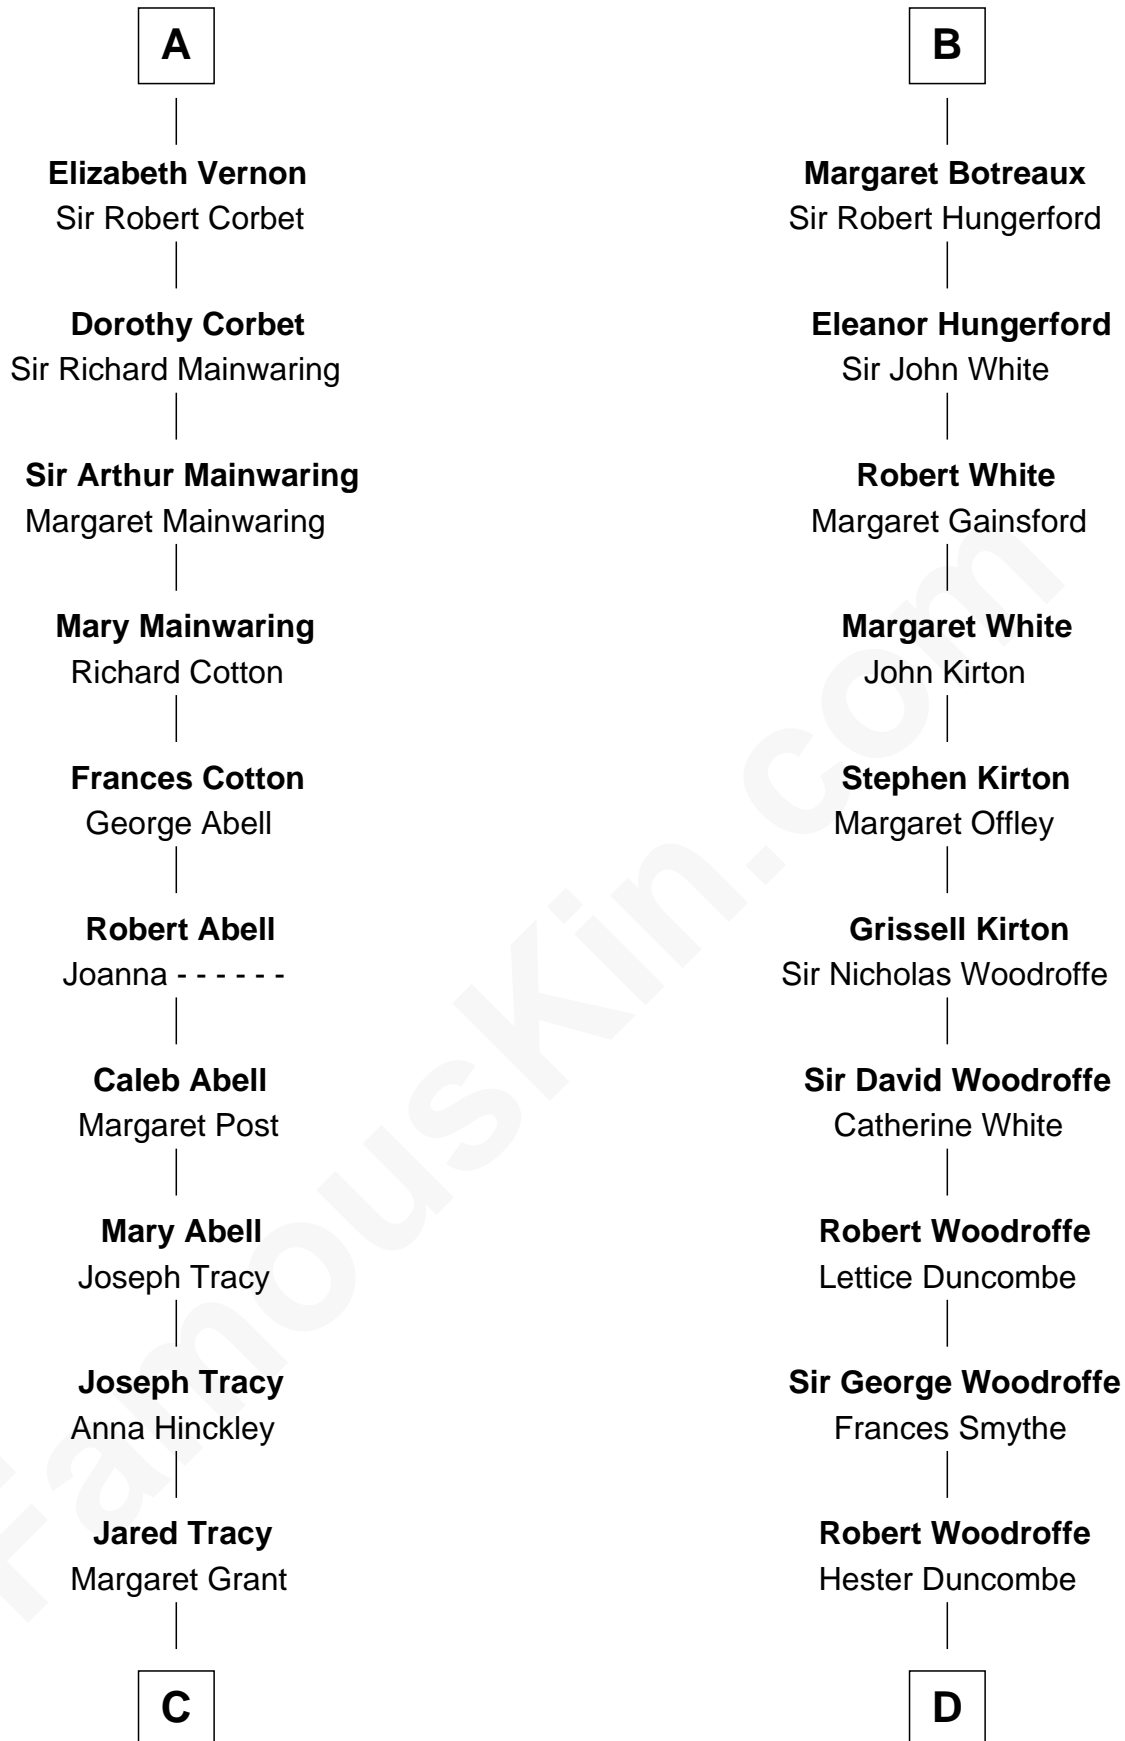 A
Elizabeth Vernon
Sir Robert Corbet
Dorothy Corbet
Sir Richard Mainwaring
Sir Arthur Mainwaring
Margaret Mainwaring
Mary Mainwaring
Richard Cotton
Frances Cotton
George Abell
Robert Abell
Joanna - - - - - -
Caleb Abell
Margaret Post
Mary Abell
Joseph Tracy
Joseph Tracy
Anna Hinckley
Jared Tracy
Margaret Grant
C
B
Margaret Botreaux
Sir Robert Hungerford
Eleanor Hungerford
Sir John White
Robert White
Margaret Gainsford
Margaret White
John Kirton
Stephen Kirton
Margaret Offley
Grissell Kirton
Sir Nicholas Woodroffe
Sir David Woodroffe
Catherine White
Robert Woodroffe
Lettice Duncombe
Sir George Woodroffe
Frances Smythe
Robert Woodroffe
Hester Duncombe
D
FamousKin.com